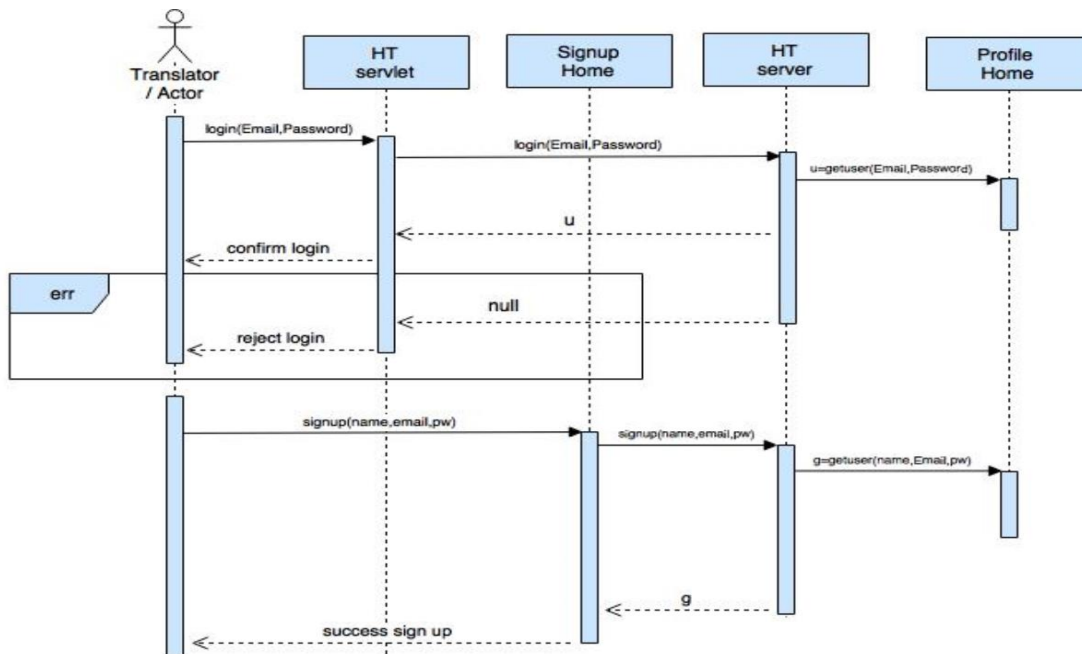 Translator
/ Actor
HT
servlet
Signup
Home
HT
server
Profile
Home
login(Email,Password)
login(Email,Password)
u=getuser(Email,Password)
u
confirm login
err
null
reject login
signup(name,email,pw)
signup(name,email,pw)
g=getuser(name,Email,pw)
g
success sign up